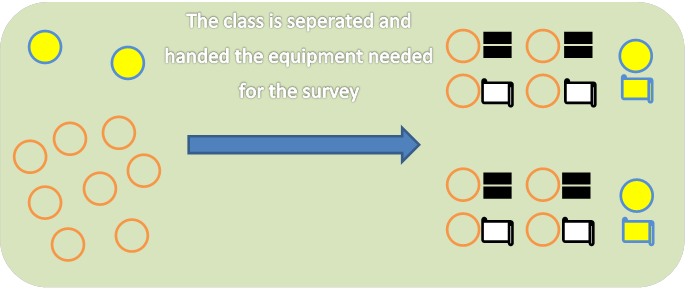 The class is seperated and
handed the equipment needed
for the survey